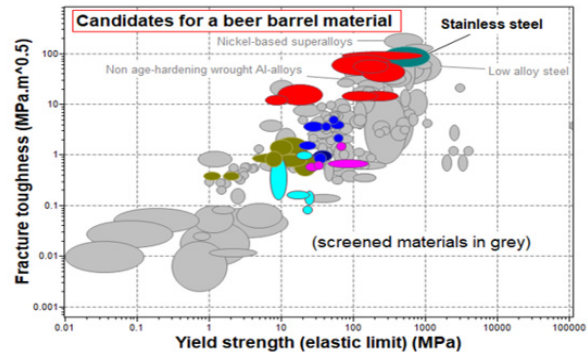 Candidates for a beer barrel material
Stainless steel
Nickel-based superalloys
Non age-hardening wrought Al-alloys
Low alloy steel
(screened materials in grey)
Fracture toughness (MPa.m^0.5)
100
10
1
0.1
0.01
0.001
0.01
0.1
1
10
100
1000
10000
100000
Yield strength (elastic limit) (MPa)